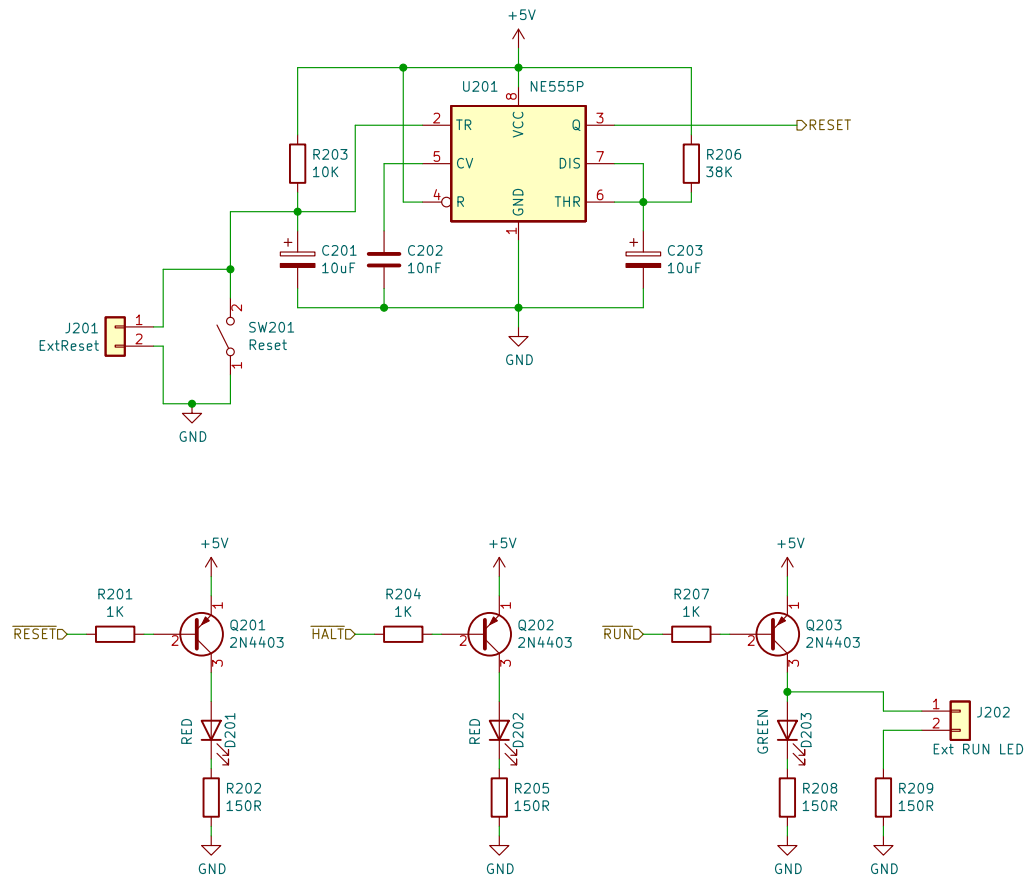 +5V
U201 NE555P
8
VCC
2 TR Q 3 RESET
R203
10K
5 CV DIS 7
R206
38K
4 R THR 6
GND
1
C201
10uF
C202
10nF
C203
10uF
J201
ExtReset
1
2
2
SW201
Reset
1
GND
GND
+5V
+5V
+5V
R201
1K
R204
1K
R207
1K
RESET
2
1
3
Q201
2N4403
HALT
2
1
3
Q202
2N4403
RUN
2
1
3
Q203
2N4403
RED
D201
RED
D202
GREEN
D203
1
2
J202
Ext RUN LED
R202
150R
R205
150R
R208
150R
R209
150R
GND
GND
GND
GND